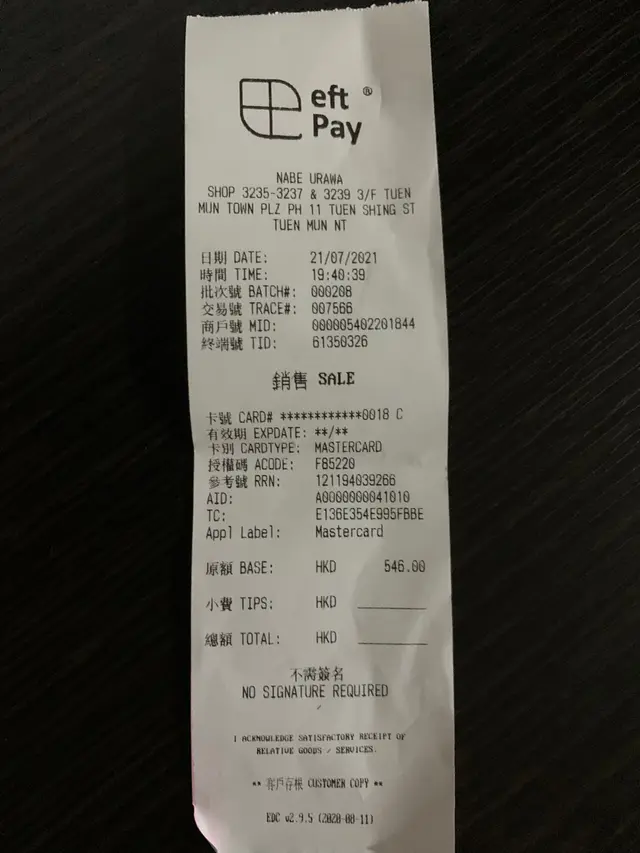 eft ®
Pay
NABE URAWA
SHOP 3235-3237 & 3239 3/F TUEN
MUN TOWN PLZ PH 11 TUEN SHING ST
TUEN MUN NT
日期 DATE: 21/07/2021
時間 TIME: 19:40:39
批次號 BATCH#: 000208
交易號 TRACE#: 007566
商戶號 MID: 000005402201844
終端號 TID: 61350326
銷售 SALE
卡號 CARD# ************0018 C
有效期 EXPDATE: **/**
卡別 CARDTYPE: MASTERCARD
授權碼 ACODE: F85220
參考號 RRN: 121194039266
AID: A0000000041010
TC: E136E354E995FBBE
Appl Label: Mastercard
原額 BASE: HKD 546.00
小費 TIPS: HKD
總額 TOTAL: HKD
不需簽名
NO SIGNATURE REQUIRED
I ACKNOWLEDGE SATISFACTORY RECEIPT OF
RELATIVE GOODS / SERVICES.
** 客戶存根 CUSTOMER COPY **
EDC v2.9.5 (2020-08-11)